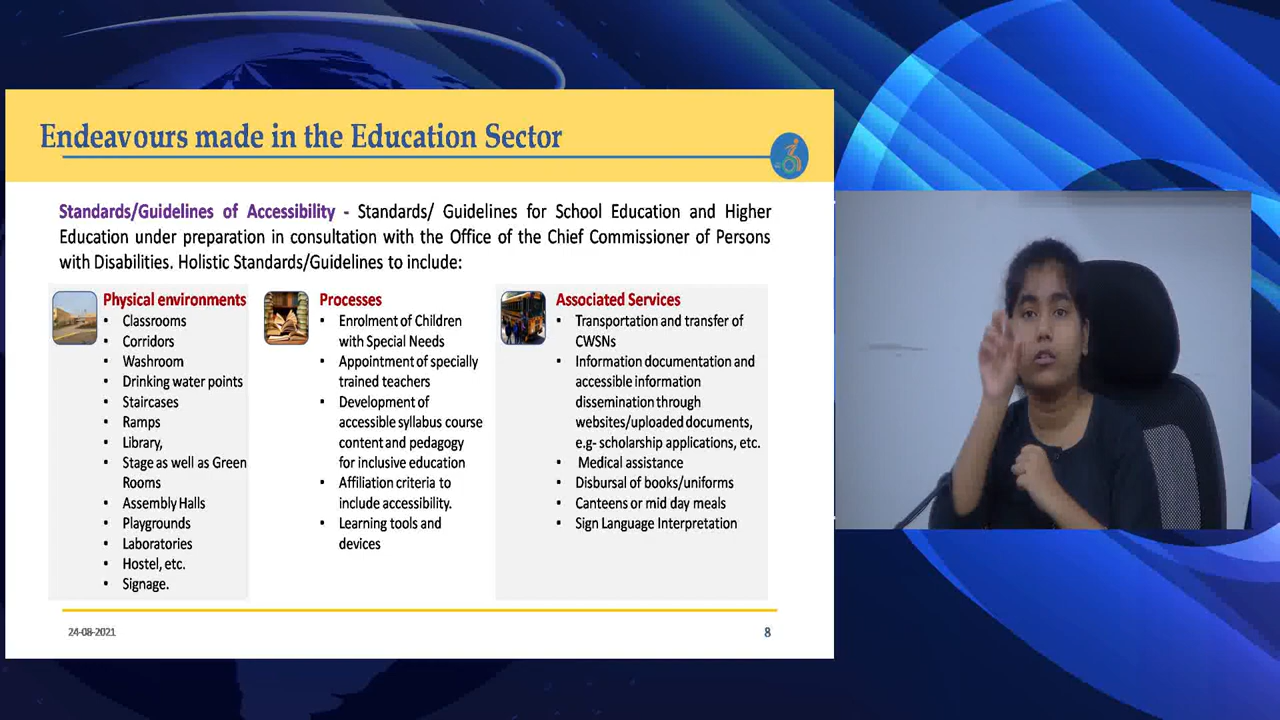 Endeavours made in the Education Sector
Standards/Guidelines of Accessibility - Standards/ Guidelines for School Education and Higher
Education under preparation in consultation with the Office of the Chief Commissioner of Persons
with Disabilities. Holistic Standards/Guidelines to include:
Physical environments
• Classrooms
• Corridors
• Washroom
• Drinking water points
• Staircases
• Ramps
• Library,
• Stage as well as Green
Rooms
• Assembly Halls
• Playgrounds
• Laboratories
• Hostel, etc.
• Signage.
Processes
• Enrolment of Children
with Special Needs
• Appointment of specially
trained teachers
• Development of
accessible syllabus course
content and pedagogy
for inclusive education
• Affiliation criteria to
include accessibility.
• Learning tools and
devices
Associated Services
• Transportation and transfer of
CWSNs
• Information documentation and
accessible information
dissemination through
websites/uploaded documents,
e.g- scholarship applications, etc.
• Medical assistance
• Disbursal of books/uniforms
• Canteens or mid day meals
• Sign Language Interpretation
24-08-2021
8